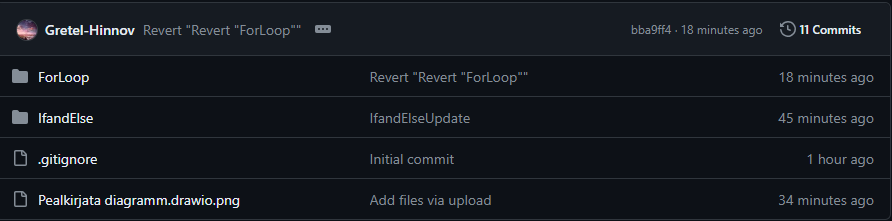 Gretel-Hinnov Revert "Revert "ForLoop"" bba9ff4 · 18 minutes ago 11 Commits
ForLoop Revert "Revert "ForLoop"" 18 minutes ago
IfandElse IfandElseUpdate 45 minutes ago
.gitignore Initial commit 1 hour ago
Pealkirjata diagramm.drawio.png Add files via upload 34 minutes ago